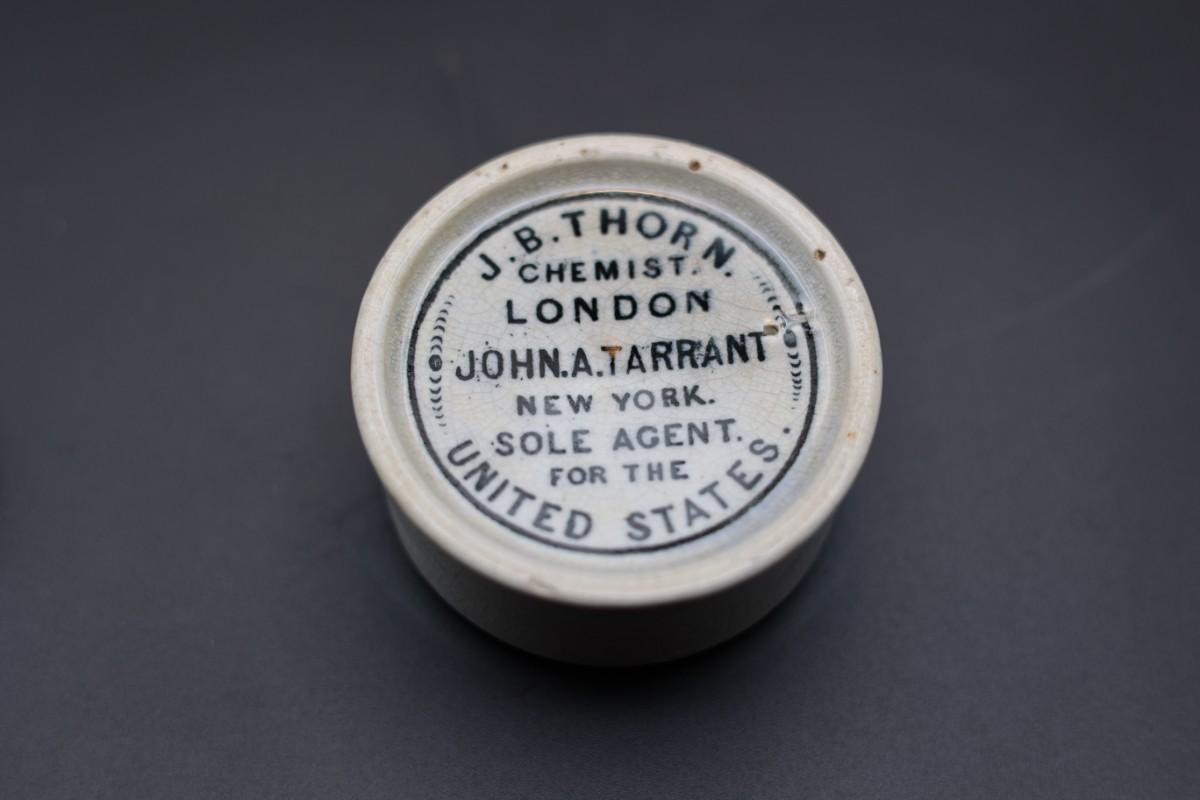 J.B.THORN.
CHEMIST.
LONDON
JOHN.A.TARRANT
NEW YORK.
SOLE AGENT.
FOR THE
UNITED STATES.